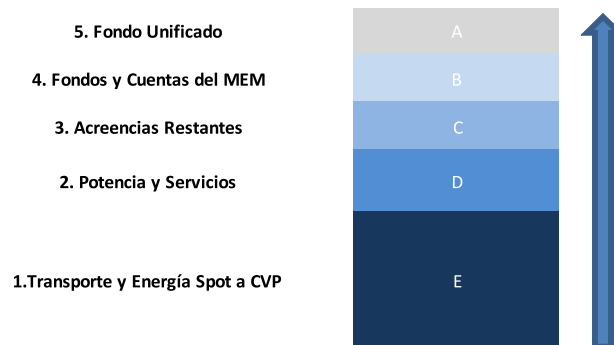 5. Fondo Unificado
A
4. Fondos y Cuentas del MEM
B
3. Acreencias Restantes
C
2. Potencia y Servicios
D
1.Transporte y Energía Spot a CVP
E